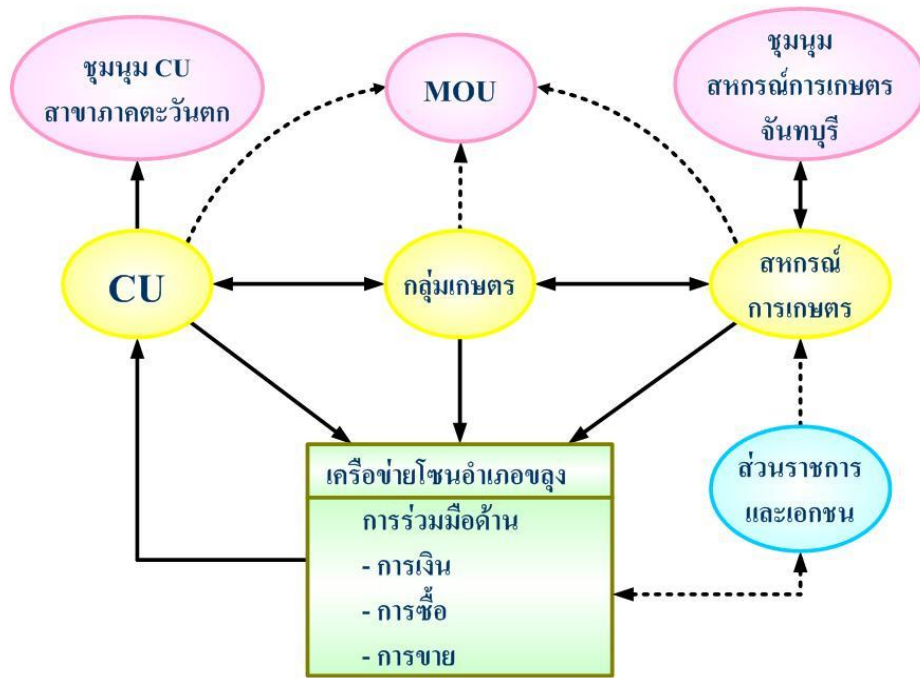 ชุมนุม CU
สาขาภาคตะวันตก
MOU
ชุมนุม
สหกรณ์การเกษตร
จันทบุรี
CU
กลุ่มเกษตร
สหกรณ์
การเกษตร
เครือข่ายโซนอำเภอขลุง
การร่วมมือด้าน
- การเงิน
- การซื้อ
- การขาย
ส่วนราชการ
และเอกชน